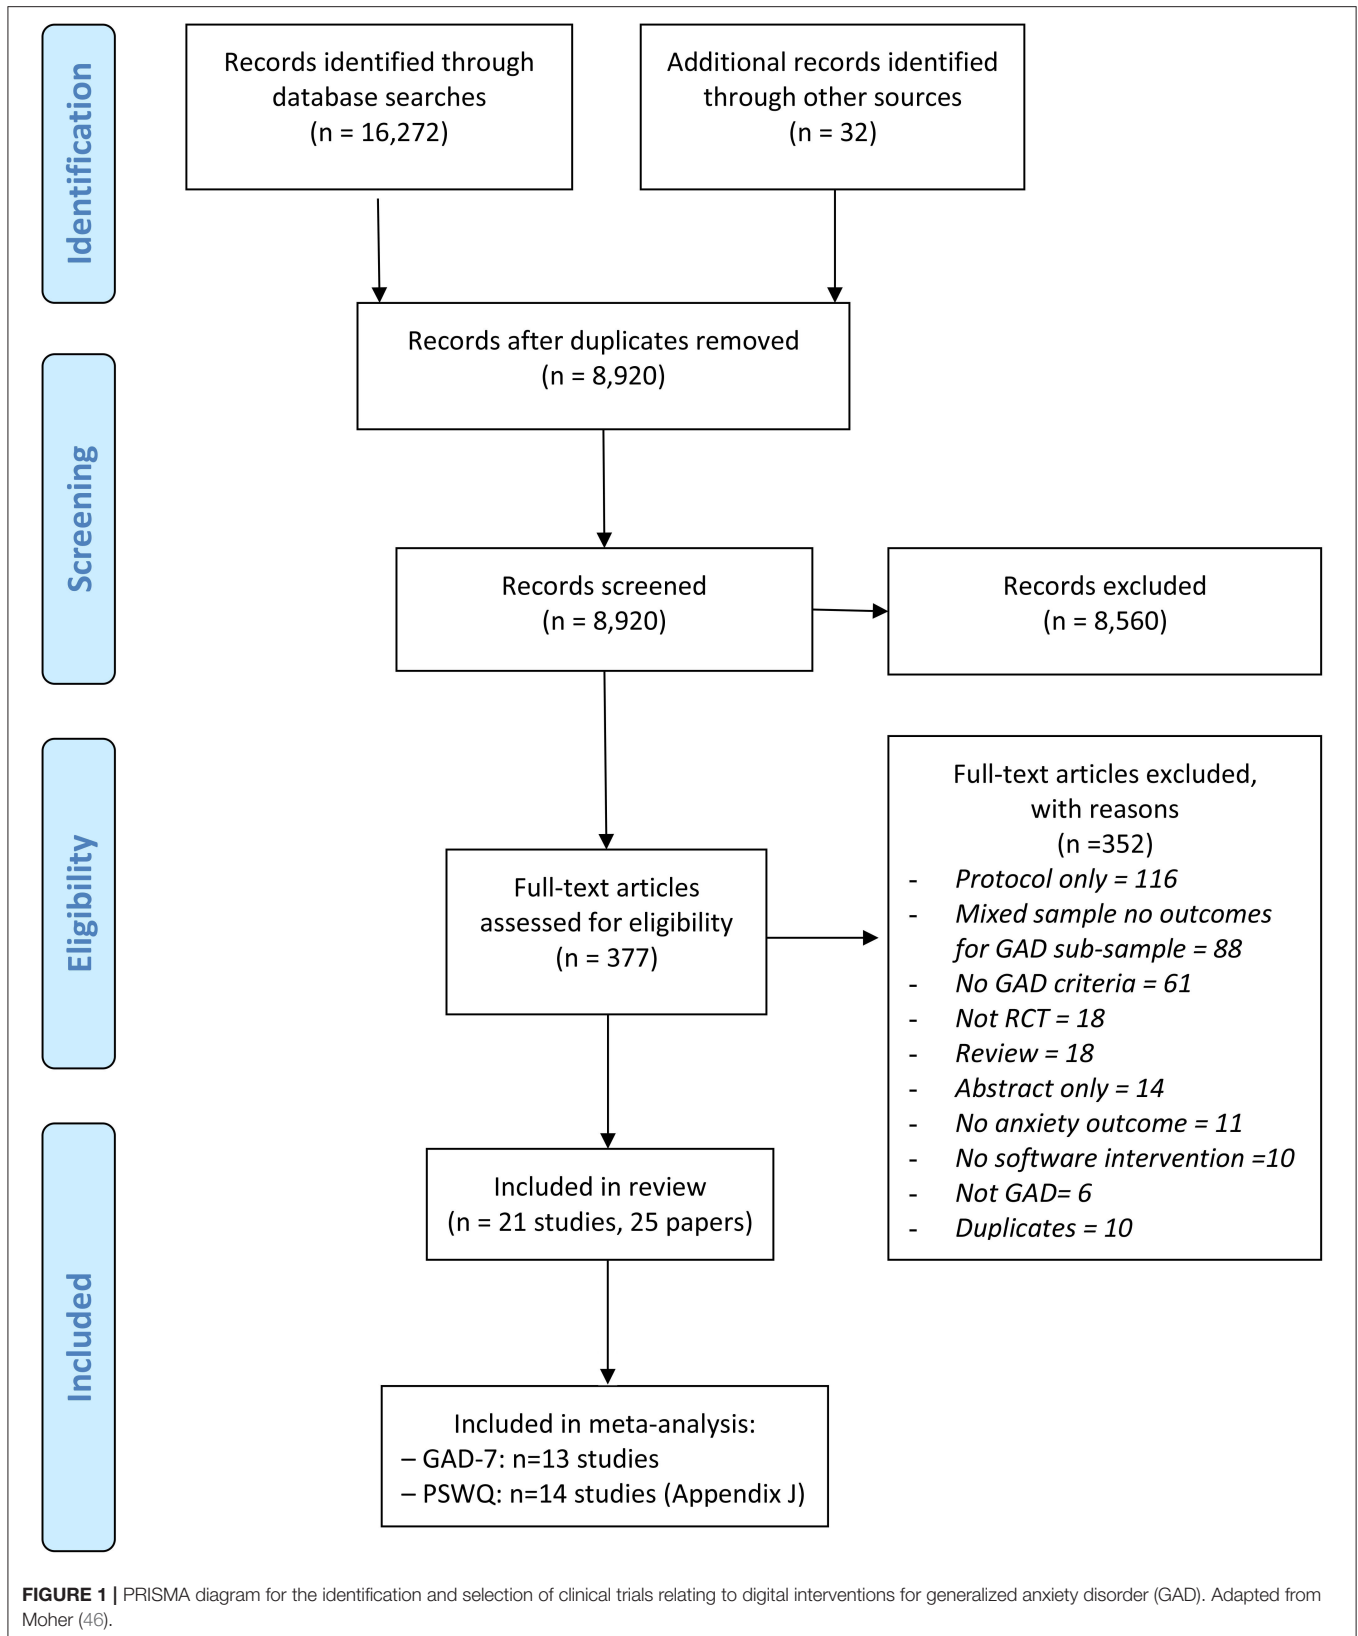 Identification
Records identified through
database searches
(n = 16,272)
Additional records identified
through other sources
(n = 32)
Records after duplicates removed
(n = 8,920)
Screening
Records screened
(n = 8,920)
Records excluded
(n = 8,560)
Eligibility
Full-text articles
assessed for eligibility
(n = 377)
Full-text articles excluded,
with reasons
(n =352)
- Protocol only = 116
- Mixed sample no outcomes
for GAD sub-sample = 88
- No GAD criteria = 61
- Not RCT = 18
- Review = 18
- Abstract only = 14
- No anxiety outcome = 11
- No software intervention =10
- Not GAD= 6
- Duplicates = 10
Included
Included in review
(n = 21 studies, 25 papers)
Included in meta-analysis:
– GAD-7: n=13 studies
– PSWQ: n=14 studies (Appendix J)
FIGURE 1 | PRISMA diagram for the identification and selection of clinical trials relating to digital interventions for generalized anxiety disorder (GAD). Adapted from
Moher (46).